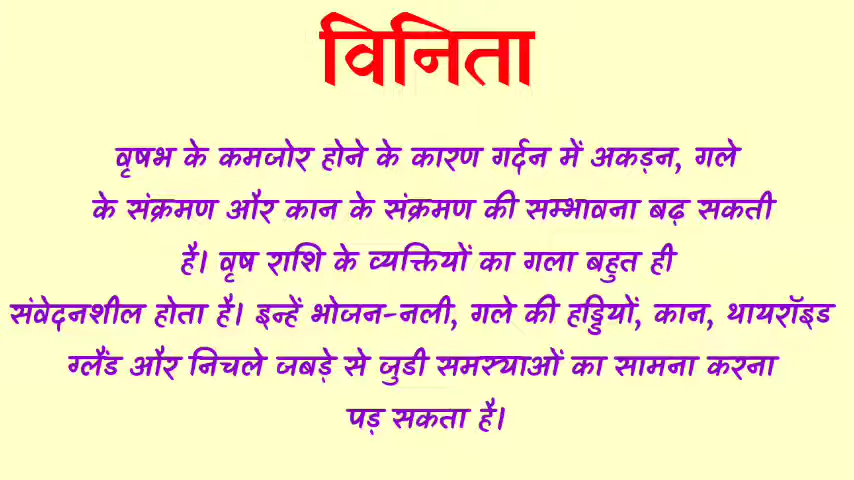 विनिता
वृषभ के कमजोर होने के कारण गर्दन में अकड़न, गले
के संक्रमण और कान के संक्रमण की सम्भावना बढ़ सकती
है। वृष राशि के व्यक्तियों का गला बहुत ही
संवेदनशील होता है। इन्हें भोजन-नली, गले की हड्डियों, कान, थायरॉइड
ग्लैंड और निचले जबड़े से जुडी समस्याओं का सामना करना
पड़ सकता है।